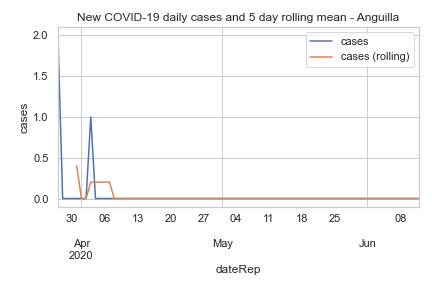 New COVID-19 daily cases and 5 day rolling mean - Anguilla
cases
cases (rolling)
cases
2.0
1.5
1.0
0.5
0.0
30 06 13 20 27 04 11 18 25 08
Apr May Jun
2020
dateRep